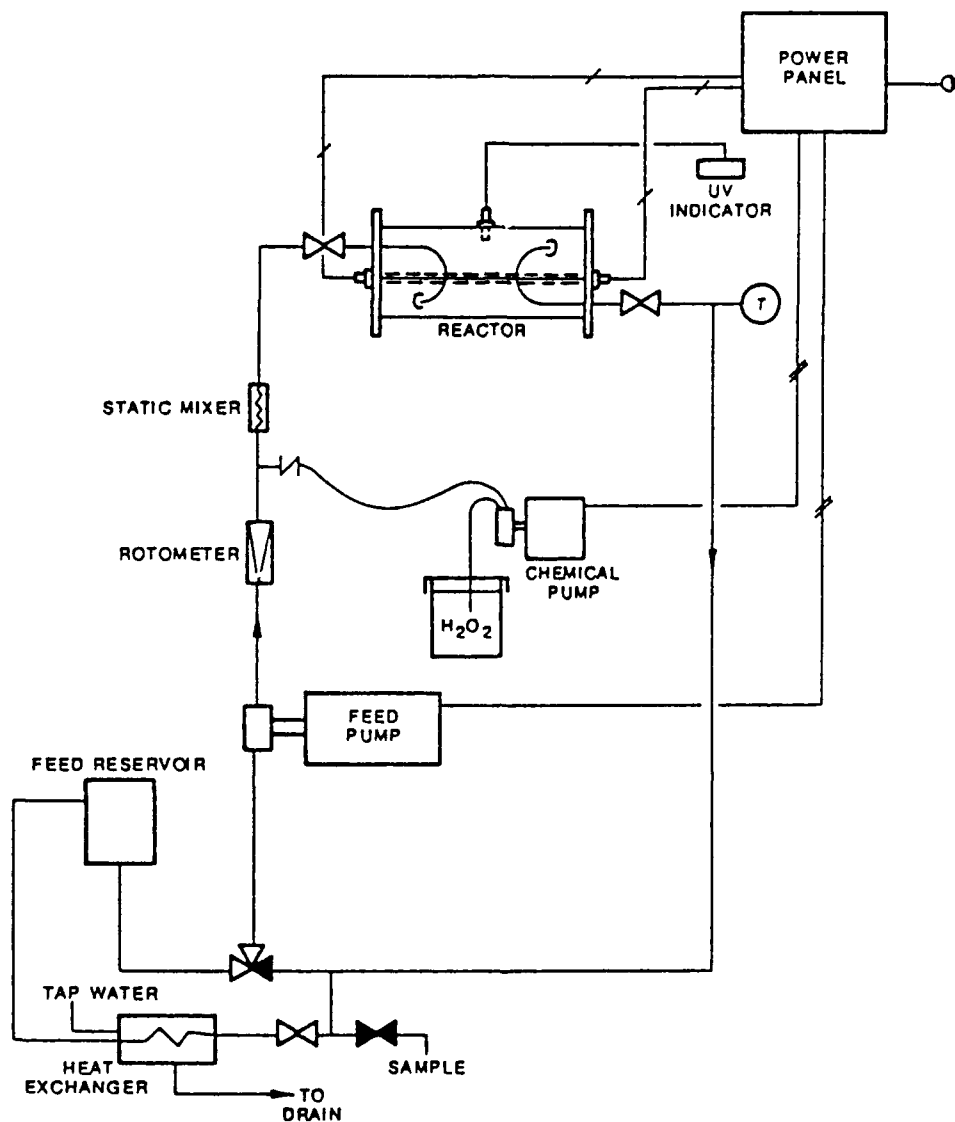 POWER
PANEL
UV
INDICATOR
T
REACTOR
STATIC MIXER
ROTOMETER
CHEMICAL
PUMP
H₂O₂
FEED
PUMP
FEED RESERVOIR
TAP WATER
HEAT
EXCHANGER
SAMPLE
TO
DRAIN